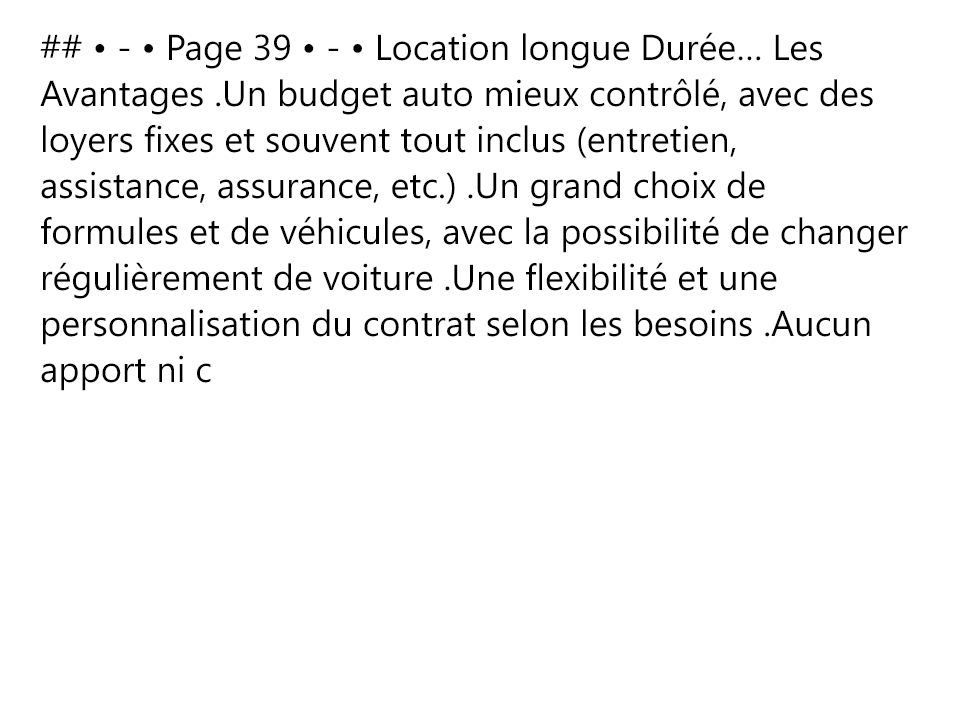 ## • - • Page 39 • - • Location longue Durée… Les
Avantages .Un budget auto mieux contrôlé, avec des
loyers fixes et souvent tout inclus (entretien,
assistance, assurance, etc.) .Un grand choix de
formules et de véhicules, avec la possibilité de changer
régulièrement de voiture .Une flexibilité et une
personnalisation du contrat selon les besoins .Aucun
apport ni c